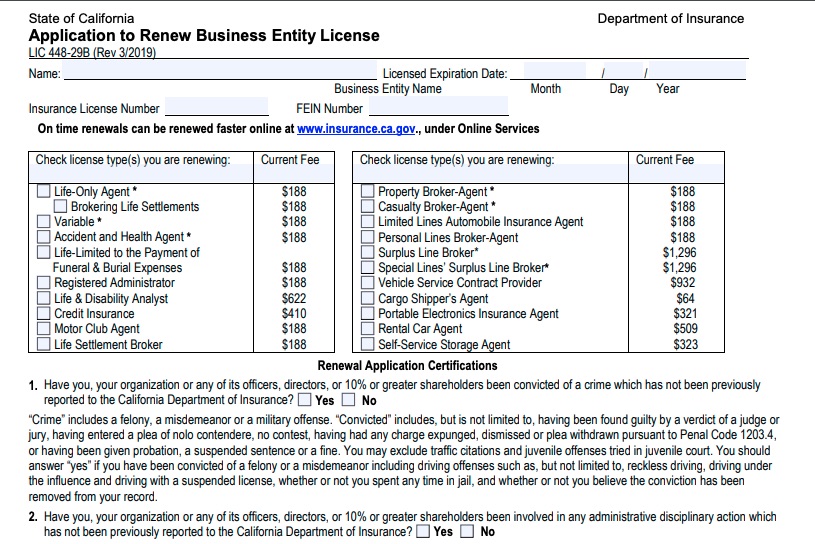 State of California Department of Insurance
Application to Renew Business Entity License
LIC 448-29B (Rev 3/2019)
Name: Licensed Expiration Date: / /
Business Entity Name Month Day Year
Insurance License Number FEIN Number
On time renewals can be renewed faster online at www.insurance.ca.gov., under Online Services
Check license type(s) you are renewing: Current Fee
Life-Only Agent * $188
Brokering Life Settlements $188
Variable * $188
Accident and Health Agent * $188
Life-Limited to the Payment of
Funeral & Burial Expenses $188
Registered Administrator $188
Life & Disability Analyst $622
Credit Insurance $410
Motor Club Agent $188
Life Settlement Broker $188
Check license type(s) you are renewing: Current Fee
Property Broker-Agent * $188
Casualty Broker-Agent * $188
Limited Lines Automobile Insurance Agent $188
Personal Lines Broker-Agent $188
Surplus Line Broker* $1,296
Special Lines' Surplus Line Broker* $1,296
Vehicle Service Contract Provider $932
Cargo Shipper's Agent $64
Portable Electronics Insurance Agent $321
Rental Car Agent $509
Self-Service Storage Agent $323
Renewal Application Certifications
1. Have you, your organization or any of its officers, directors, or 10% or greater shareholders been convicted of a crime which has not been previously
reported to the California Department of Insurance? Yes No
“Crime” includes a felony, a misdemeanor or a military offense. “Convicted” includes, but is not limited to, having been found guilty by a verdict of a judge or
jury, having entered a plea of nolo contendere, no contest, having had any charge expunged, dismissed or plea withdrawn pursuant to Penal Code 1203.4,
or having been given probation, a suspended sentence or a fine. You may exclude traffic citations and juvenile offenses tried in juvenile court. You should
answer “yes” if you have been convicted of a felony or a misdemeanor including driving offenses such as, but not limited to, reckless driving, driving under
the influence and driving with a suspended license, whether or not you spent any time in jail, and whether or not you believe the conviction has been
removed from your record.
2. Have you, your organization or any of its officers, directors, or 10% or greater shareholders been involved in any administrative disciplinary action which
has not been previously reported to the California Department of Insurance? Yes No